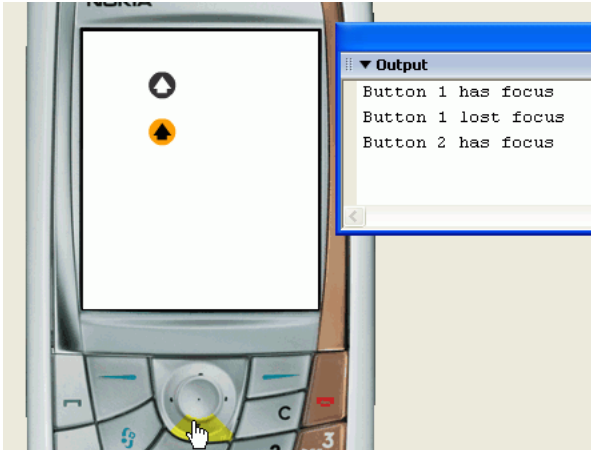 NOKIA
▼ Output
Button 1 has focus
Button 1 lost focus
Button 2 has focus
C
3